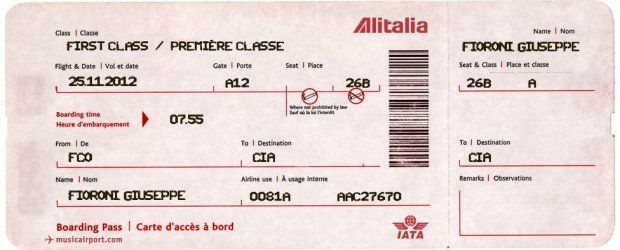 Alitalia
Class | Classe
FIRST CLASS / PREMIÈRE CLASSE
Flight & Date | Vol et date
Gate | Porte
Seat | Place
25.11.2012
A12
26B
Where not prohibited by law
Sauf où la loi l'interdit
Boarding time
Heure d'embarquement
07.55
From | De
To | Destination
FCO
CIA
Name | Nom
Airline use | À usage interne
FIORONI GIUSEPPE
0081A
AAC27670
Boarding Pass | Carte d'accès à bord
musicairport.com
IATA
Name | Nom
FIORONI GIUSEPPE
Seat & Class | Place et classe
26B A
To | Destination
CIA
Remarks | Observations